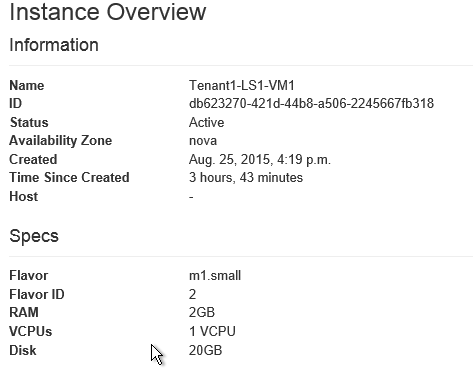 Instance Overview
Information
Name Tenant1-LS1-VM1
ID db623270-421d-44b8-a506-2245667fb318
Status Active
Availability Zone nova
Created Aug. 25, 2015, 4:19 p.m.
Time Since Created 3 hours, 43 minutes
Host -
Specs
Flavor m1.small
Flavor ID 2
RAM 2GB
VCPUs 1 VCPU
Disk 20GB